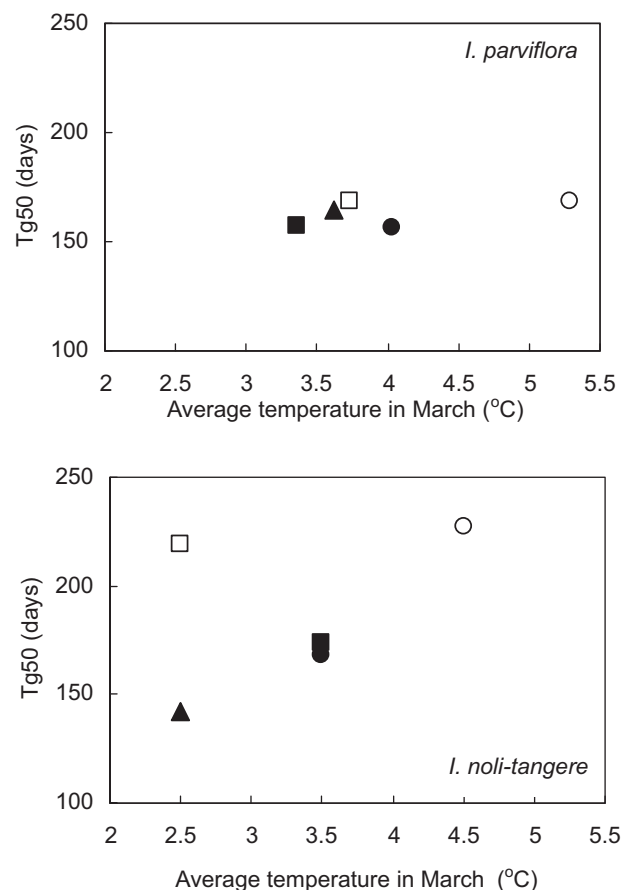 250
I. parviflora
200
Tg50 (days)
150
100
2 2.5 3 3.5 4 4.5 5 5.5
Average temperature in March (°C)
250
200
Tg50 (days)
150
I. noli-tangere
100
2 2.5 3 3.5 4 4.5 5 5.5
Average temperature in March (°C)